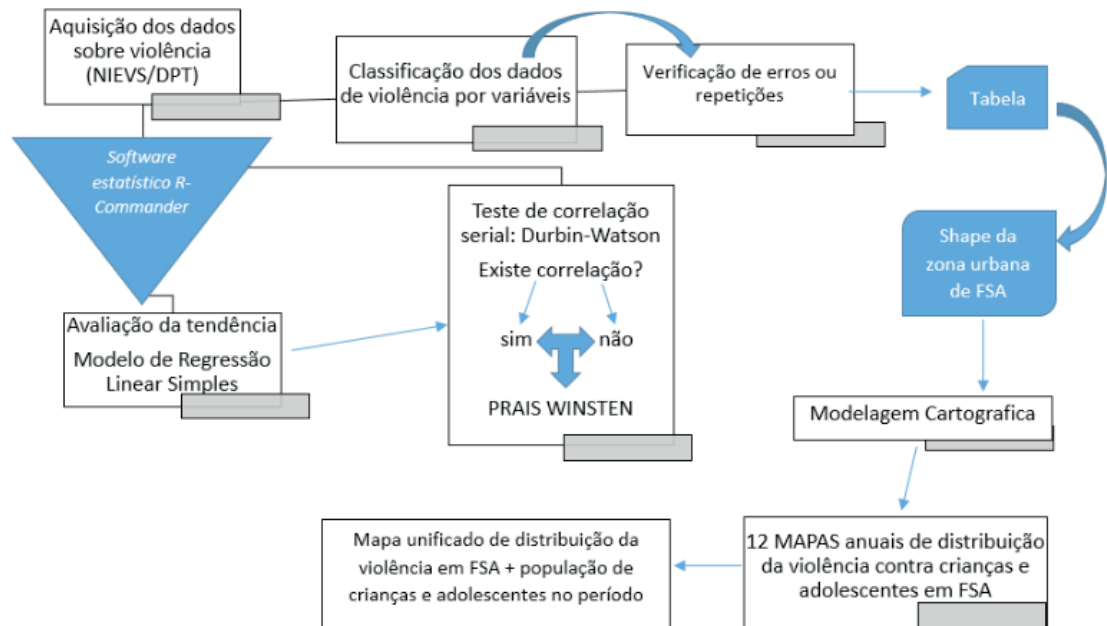 Aquisição dos dados
sobre violência
(NIEVS/DPT)
Classificação dos dados
de violência por variáveis
Verificação de erros ou
repetições
Tabela
Software
estatístico R-
Commander
Teste de correlação
serial: Durbin-Watson
Existe correlação?
sim
não
PRAIS WINSTEN
Shape da
zona urbana
de FSA
Avaliação da tendência
Modelo de Regressão
Linear Simples
Modelagem Cartografica
12 MAPAS anuais de distribuição
da violência contra crianças e
adolescentes em FSA
Mapa unificado de distribuição da
violência em FSA + população de
crianças e adolescentes no período